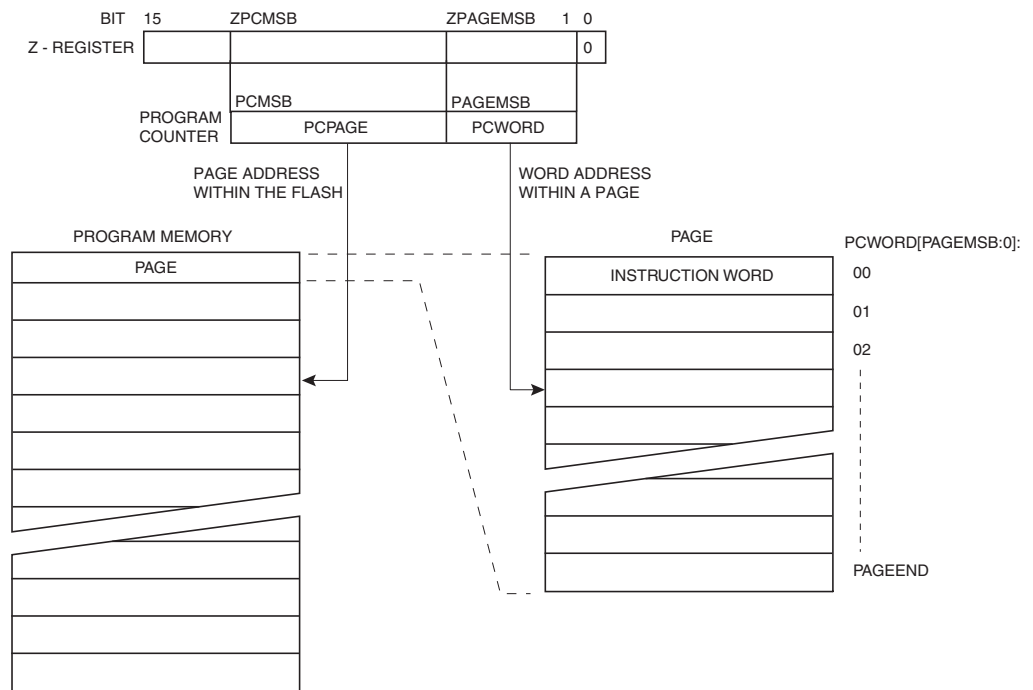 BIT 15 ZPCMSB ZPAGEMSB 1 0
Z - REGISTER 0
PCMSB PAGEMSB
PROGRAM
COUNTER
PCPAGE PCWORD
PAGE ADDRESS
WITHIN THE FLASH
WORD ADDRESS
WITHIN A PAGE
PROGRAM MEMORY
PAGE
PAGE
INSTRUCTION WORD
PCWORD[PAGEMSB:0]:
00
01
02
PAGEEND